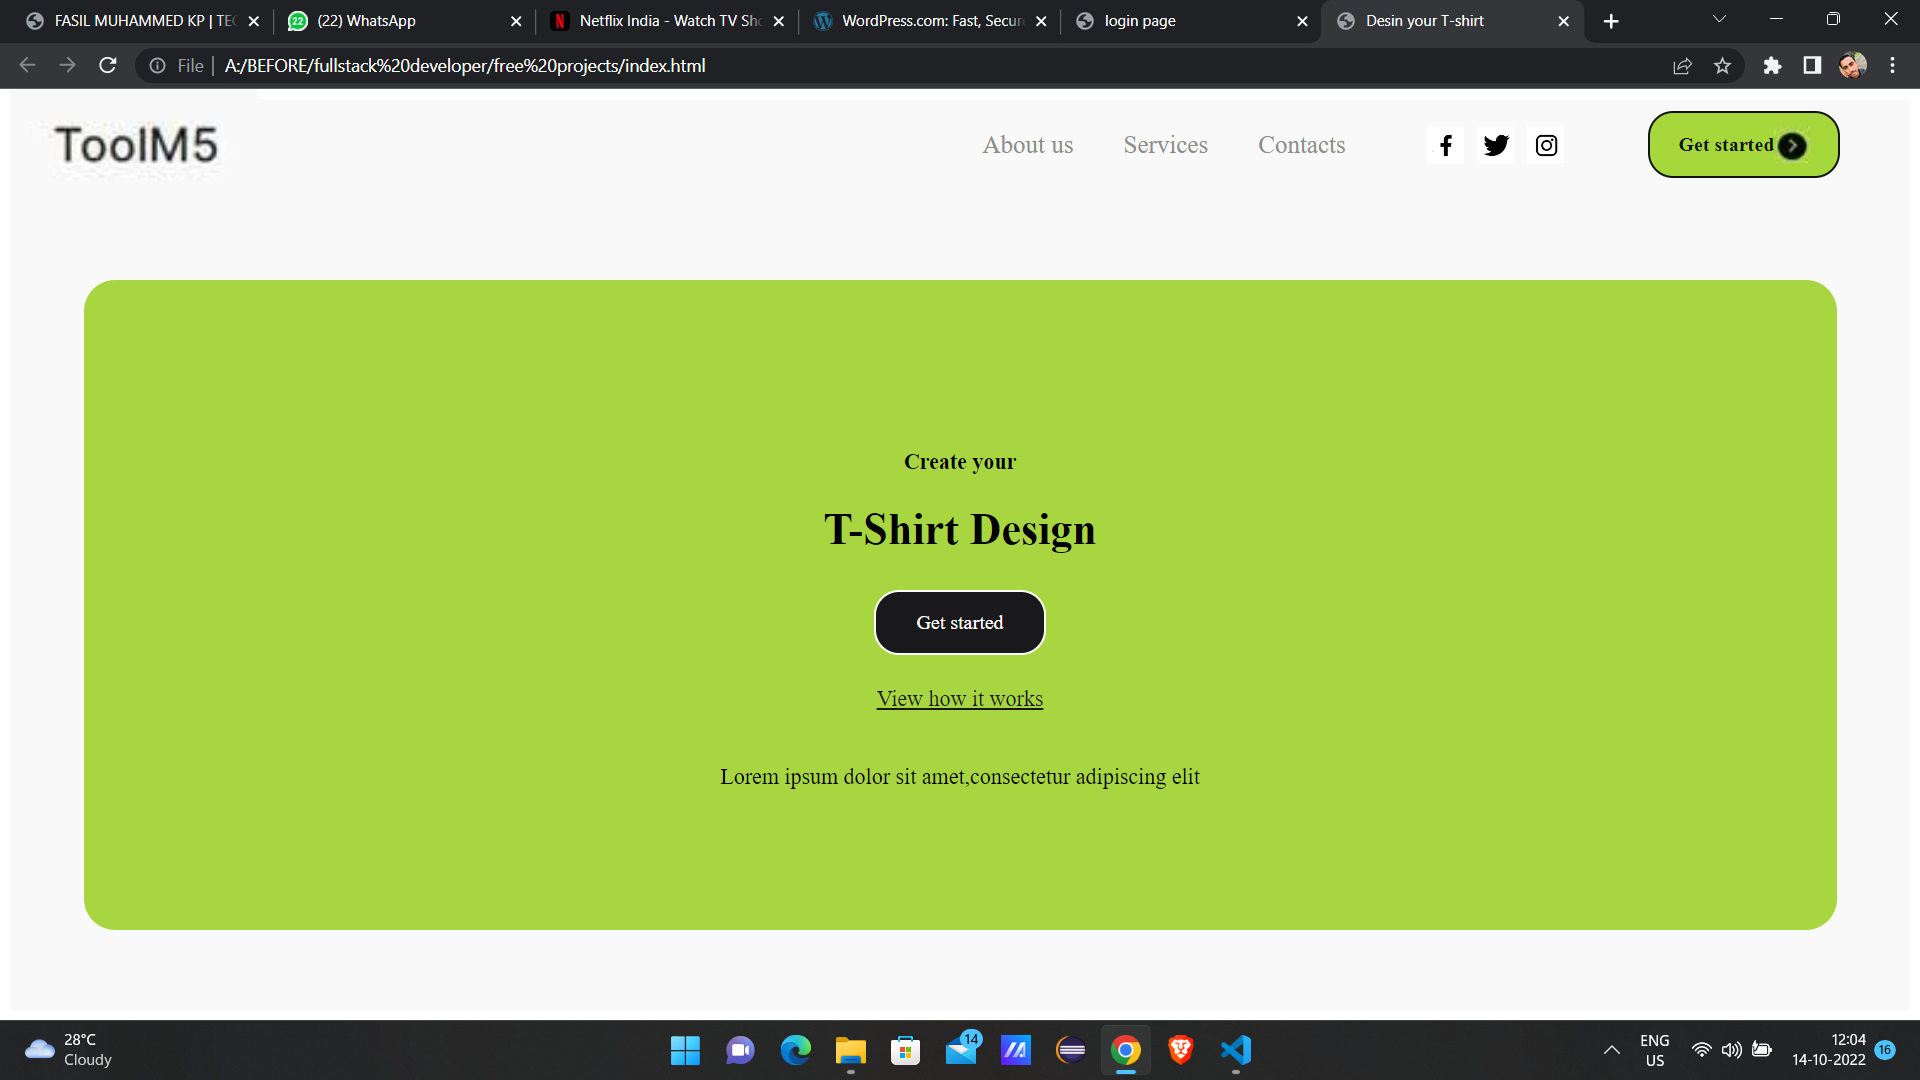 FASIL MUHAMMED KP | TEC
(22) WhatsApp
Netflix India - Watch TV Sho
WordPress.com: Fast, Secure
login page
Desin your T-shirt
File
A:/BEFORE/fullstack%20developer/free%20projects/index.html
ToolM5
About us
Services
Contacts
Get started
Create your
T-Shirt Design
Get started
View how it works
Lorem ipsum dolor sit amet,consectetur adipiscing elit
28°C
Cloudy
14
ENG
US
12:04
14-10-2022
16